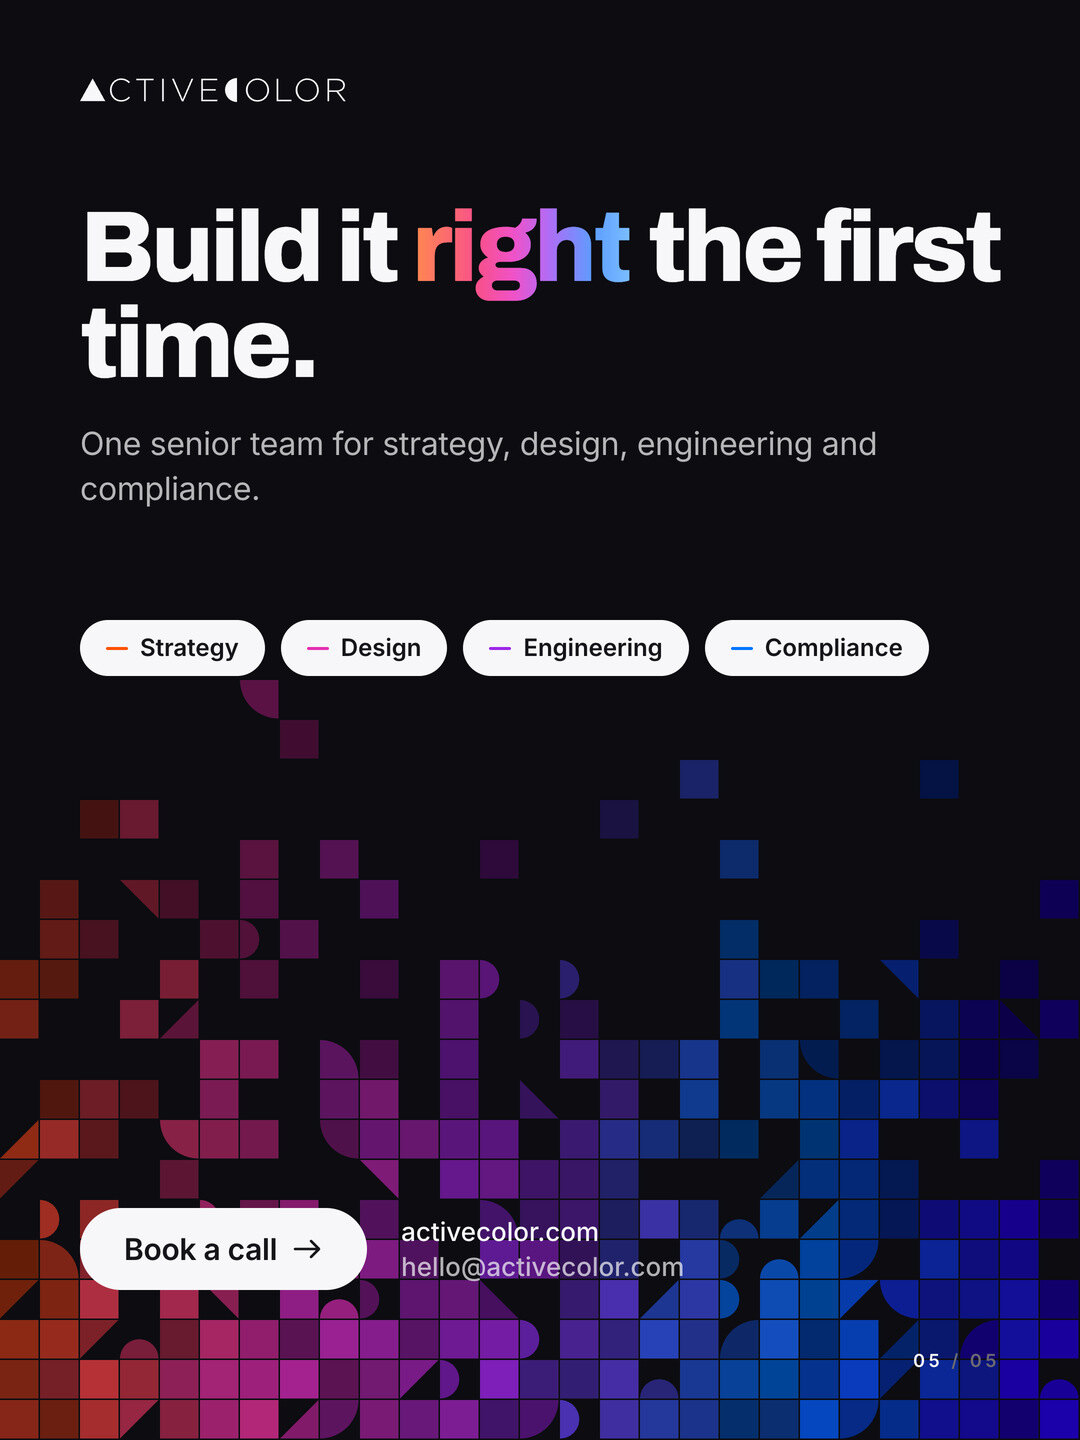 ACTIVECOLOR
Build it right the first
time.
One senior team for strategy, design, engineering and
compliance.
Strategy
Design
Engineering
Compliance
Book a call →
activecolor.com
hello@activecolor.com
05 / 05